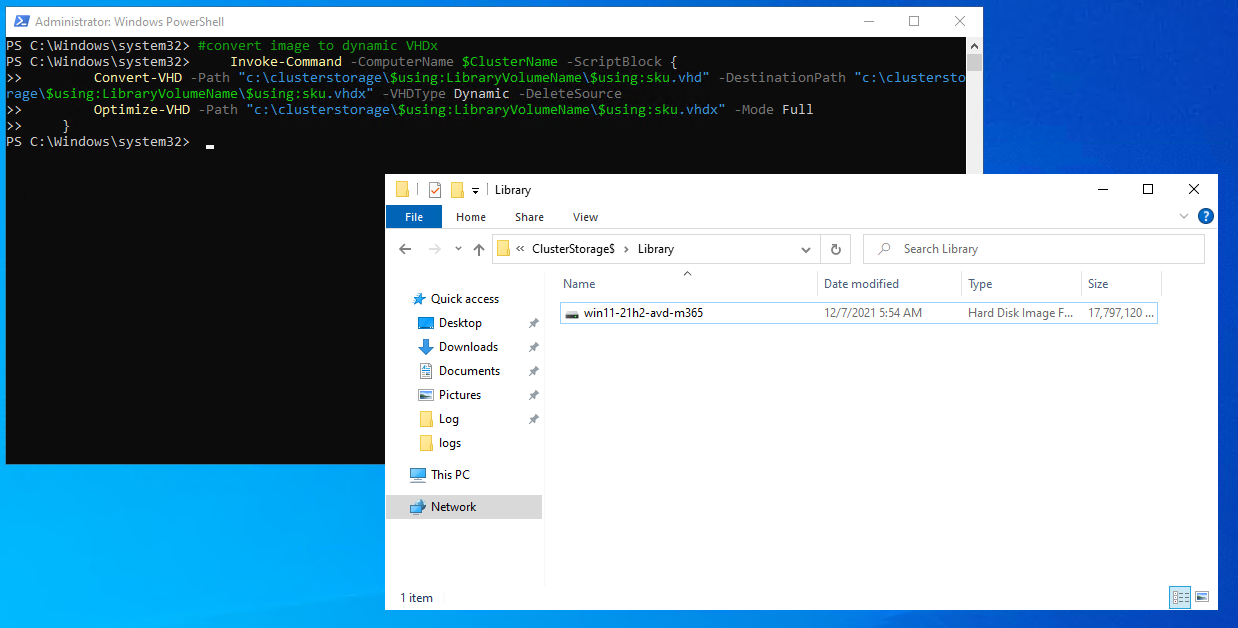 Administrator: Windows PowerShell
PS C:\Windows\system32> #convert image to dynamic VHDx
PS C:\Windows\system32>     Invoke-Command -ComputerName $ClusterName -ScriptBlock {
>>         Convert-VHD -Path "c:\clusterstorage\$using:LibraryVolumeName\$using:sku.vhd" -DestinationPath "c:\clustersto
rage\$using:LibraryVolumeName\$using:sku.vhdx" -VHDType Dynamic -DeleteSource
>>         Optimize-VHD -Path "c:\clusterstorage\$using:LibraryVolumeName\$using:sku.vhdx" -Mode Full
>>     }
PS C:\Windows\system32>
Library
File Home Share View
« ClusterStorage$ › Library
Search Library
Name Date modified Type Size
win11-21h2-avd-m365 12/7/2021 5:54 AM Hard Disk Image F... 17,797,120 ...
Quick access
Desktop
Downloads
Documents
Pictures
Log
logs
This PC
Network
1 item